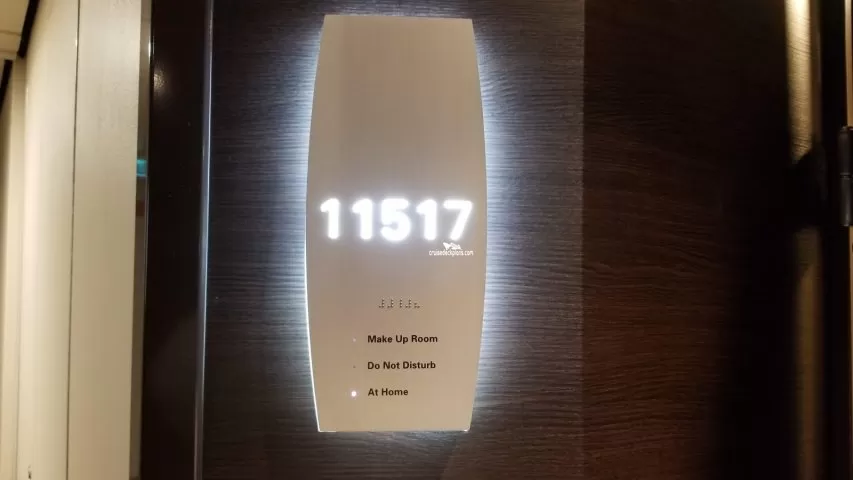 11517
cruisedeckplans.com
Make Up Room
Do Not Disturb
At Home